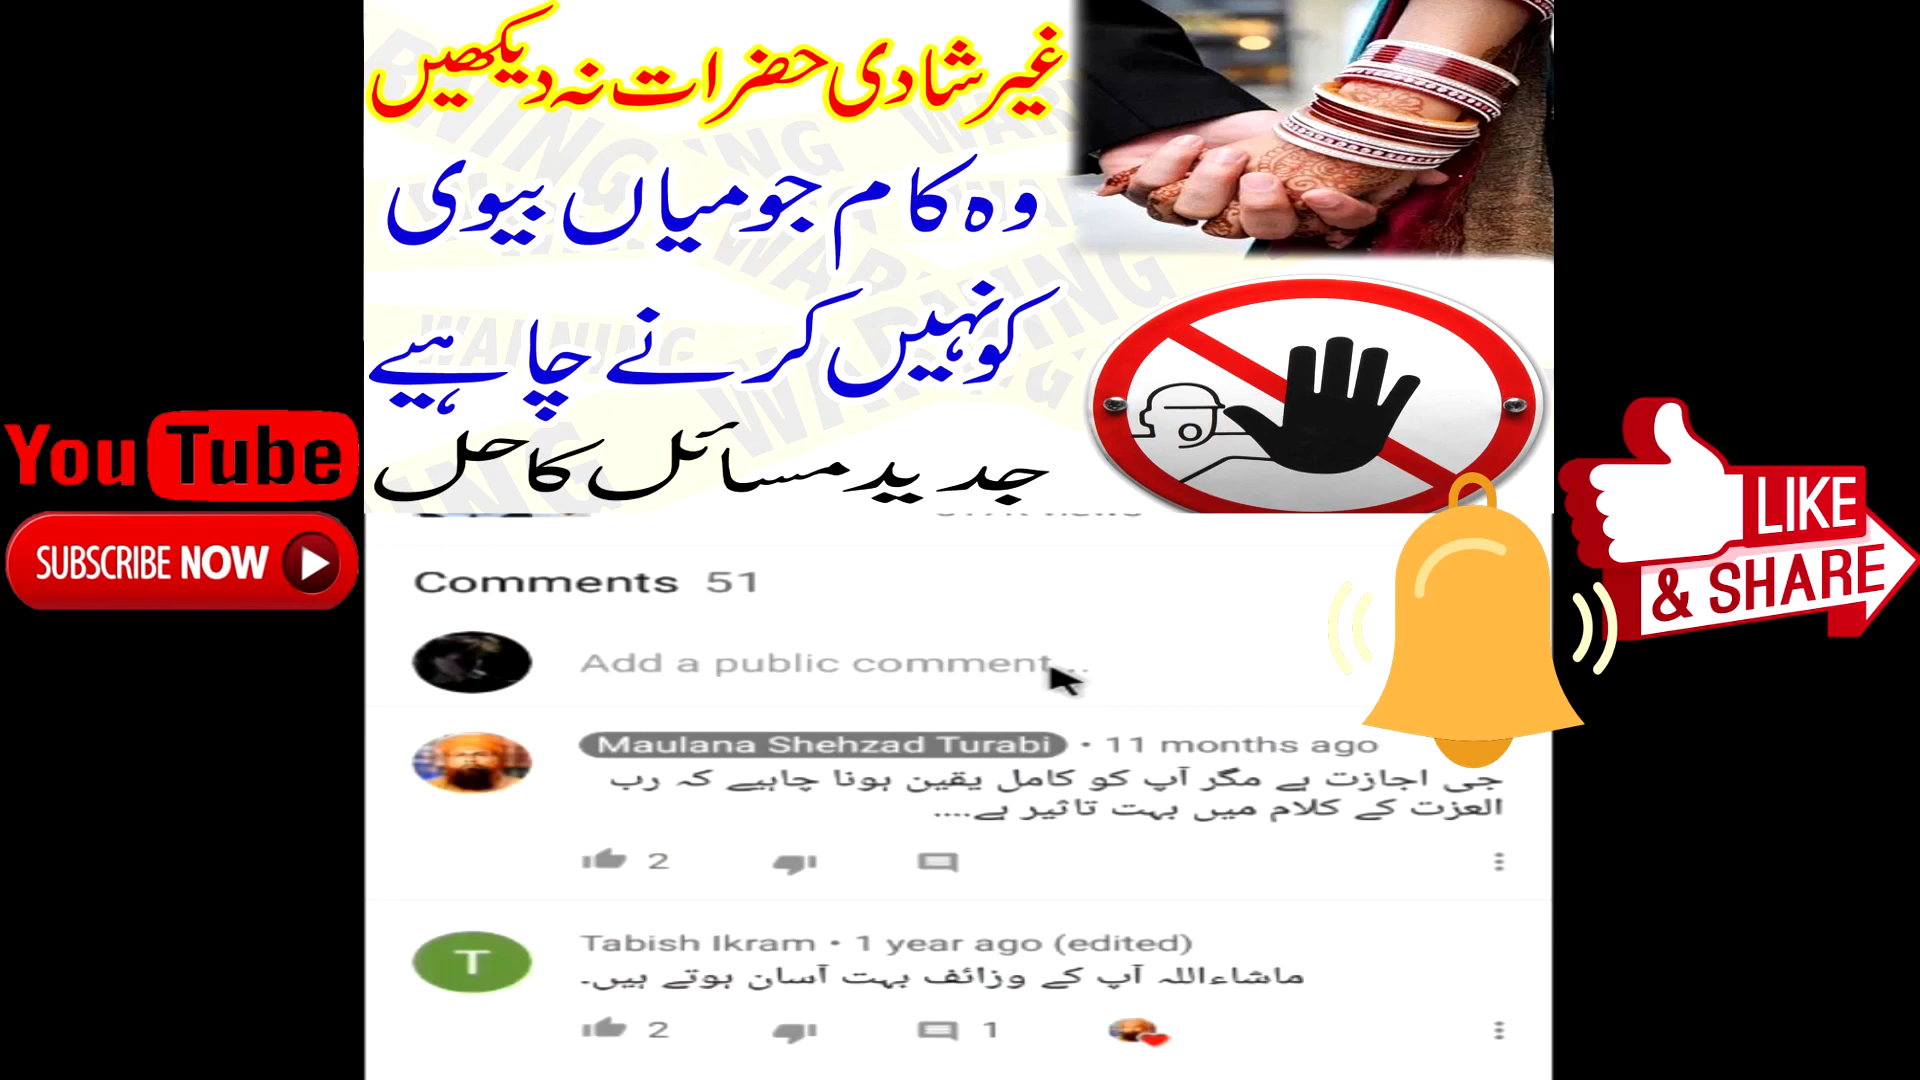 غیر شادی حضرات نہ دیکھیں
وہ کام جو میاں بیوی
کو نہیں کرنے چاہیے
جدید مسائل کا حل
WARNING
YouTube
SUBSCRIBE NOW
LIKE
& SHARE
Comments 51
Add a public comment...
Maulana Shehzad Turabi • 11 months ago
جی اجازت ہے مگر آپ کو کامل یقین ہونا چاہیے کہ رب
العزت کے کلام میں بہت تاثیر ہے....
2
T
Tabish Ikram • 1 year ago (edited)
ماشاءاللہ آپ کے وزائف بہت آسان ہوتے ہیں۔
2 1